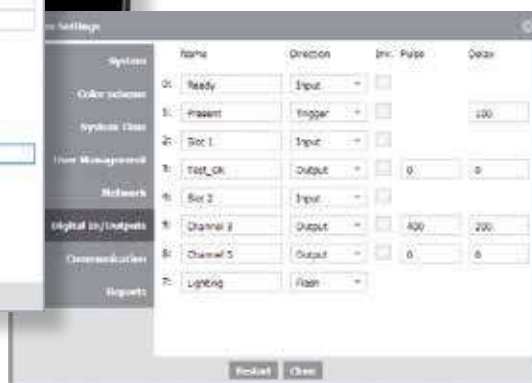 Settings
System
Color scheme
System Time
User Management
Network
Digital In/Outputs
Communication
Reports
Name Direction Inv. Pulse Delay
0: Ready Input
1: Present Trigger 100
2: Slot 1 Input
3: Test_OK Output 0 0
4: Slot 2 Input
5: Channel 3 Output 400 200
6: Channel 5 Output 0 0
7: Lighting Flash
Restart Close